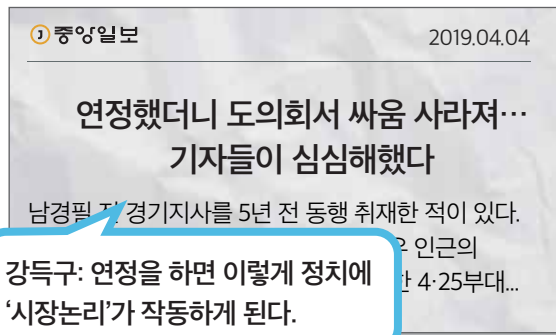 중앙일보
2019.04.04
연정했더니 도의회서 싸움 사라져…
기자들이 심심해했다
남경필 전 경기지사를 5년 전 동행 취재한 적이 있다.
인근의
4·25부대...
강득구: 연정을 하면 이렇게 정치에
‘시장논리’가 작동하게 된다.